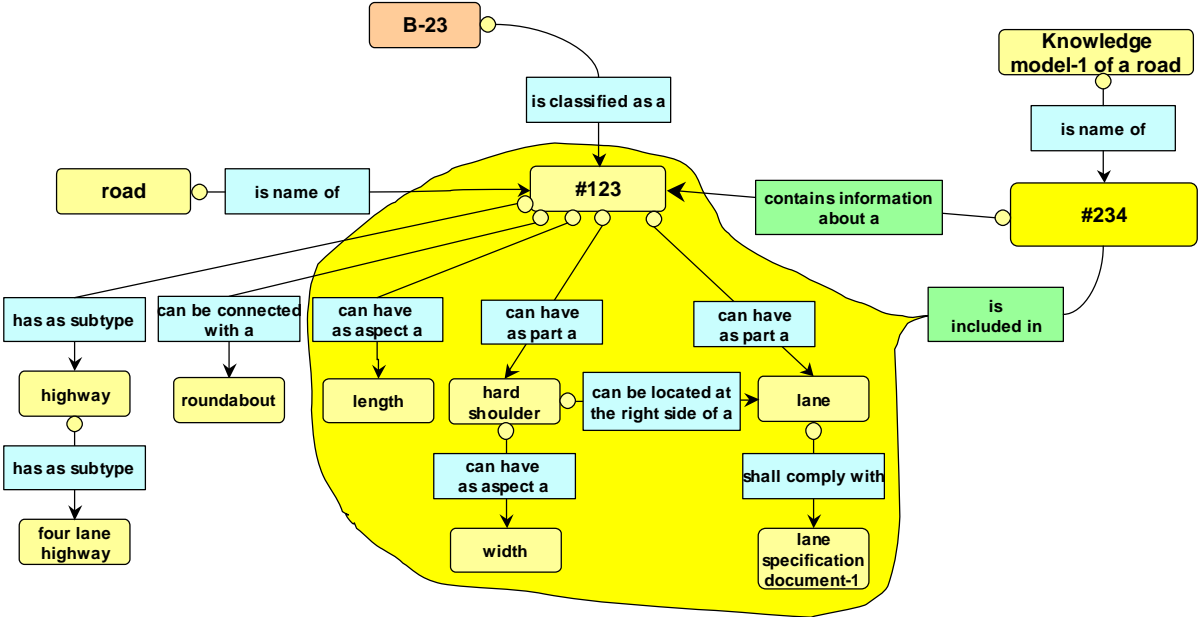 B-23
Knowledge
model-1 of a road
is classified as a
is name of
road
is name of
#123
contains information
about a
#234
has as subtype
can be connected
with a
can have
as aspect a
can have
as part a
can have
as part a
is
included in
highway
roundabout
length
hard
shoulder
can be located at
the right side of a
lane
has as subtype
can have
as aspect a
shall comply with
four lane
highway
width
lane
specification
document-1